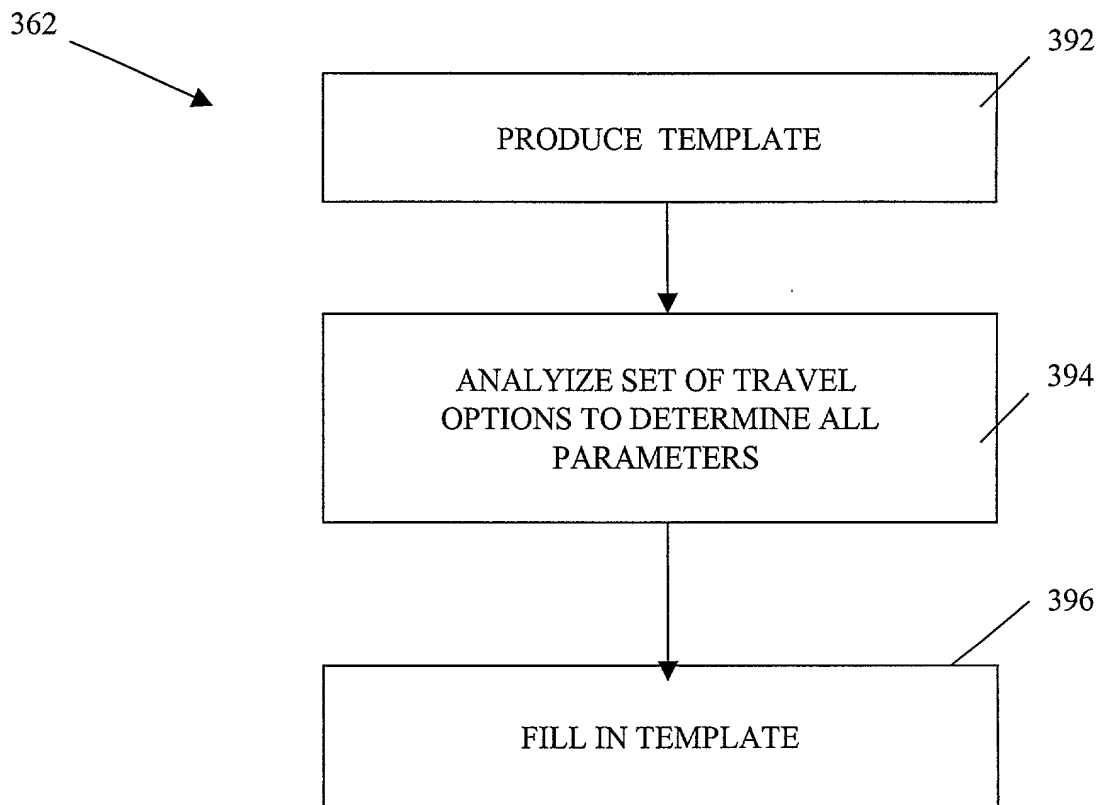 362
392
PRODUCE TEMPLATE
ANALYIZE SET OF TRAVEL
OPTIONS TO DETERMINE ALL
PARAMETERS
394
396
FILL IN TEMPLATE